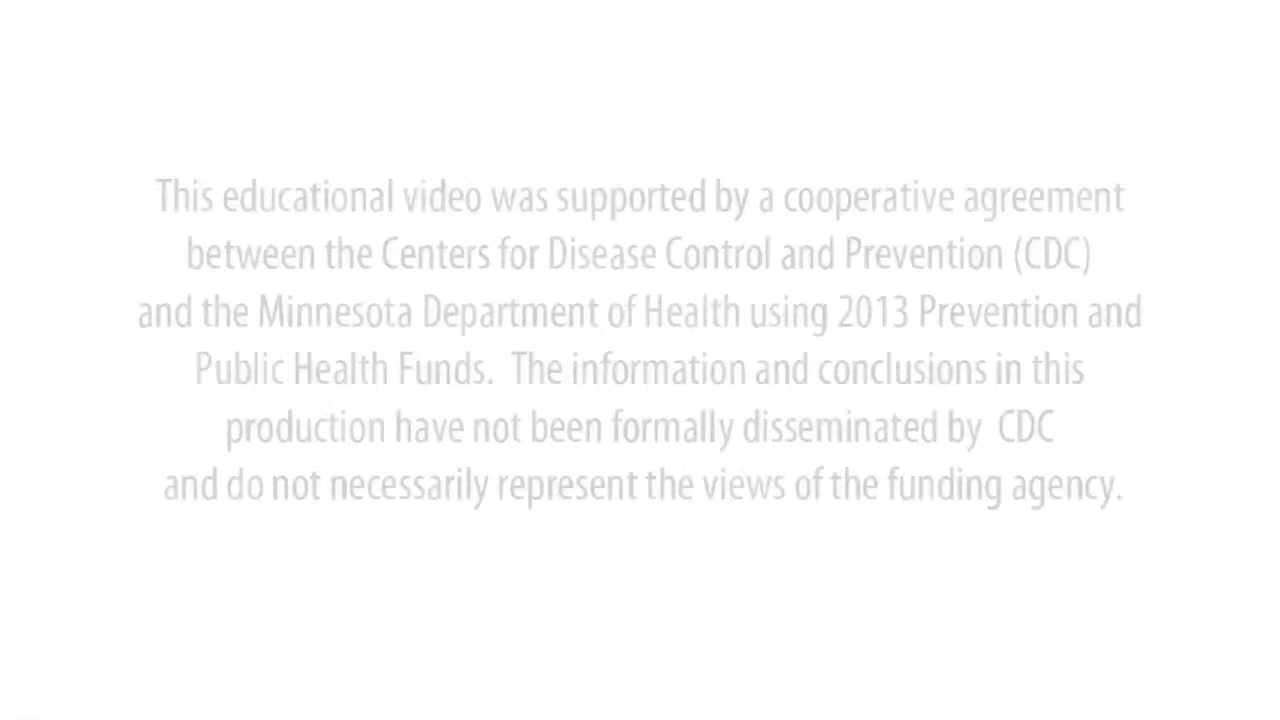 This educational video was supported by a cooperative agreement
between the Centers for Disease Control and Prevention (CDC)
and the Minnesota Department of Health using 2013 Prevention and
Public Health Funds.  The information and conclusions in this
production have not been formally disseminated by  CDC
and do not necessarily represent the views of the funding agency.